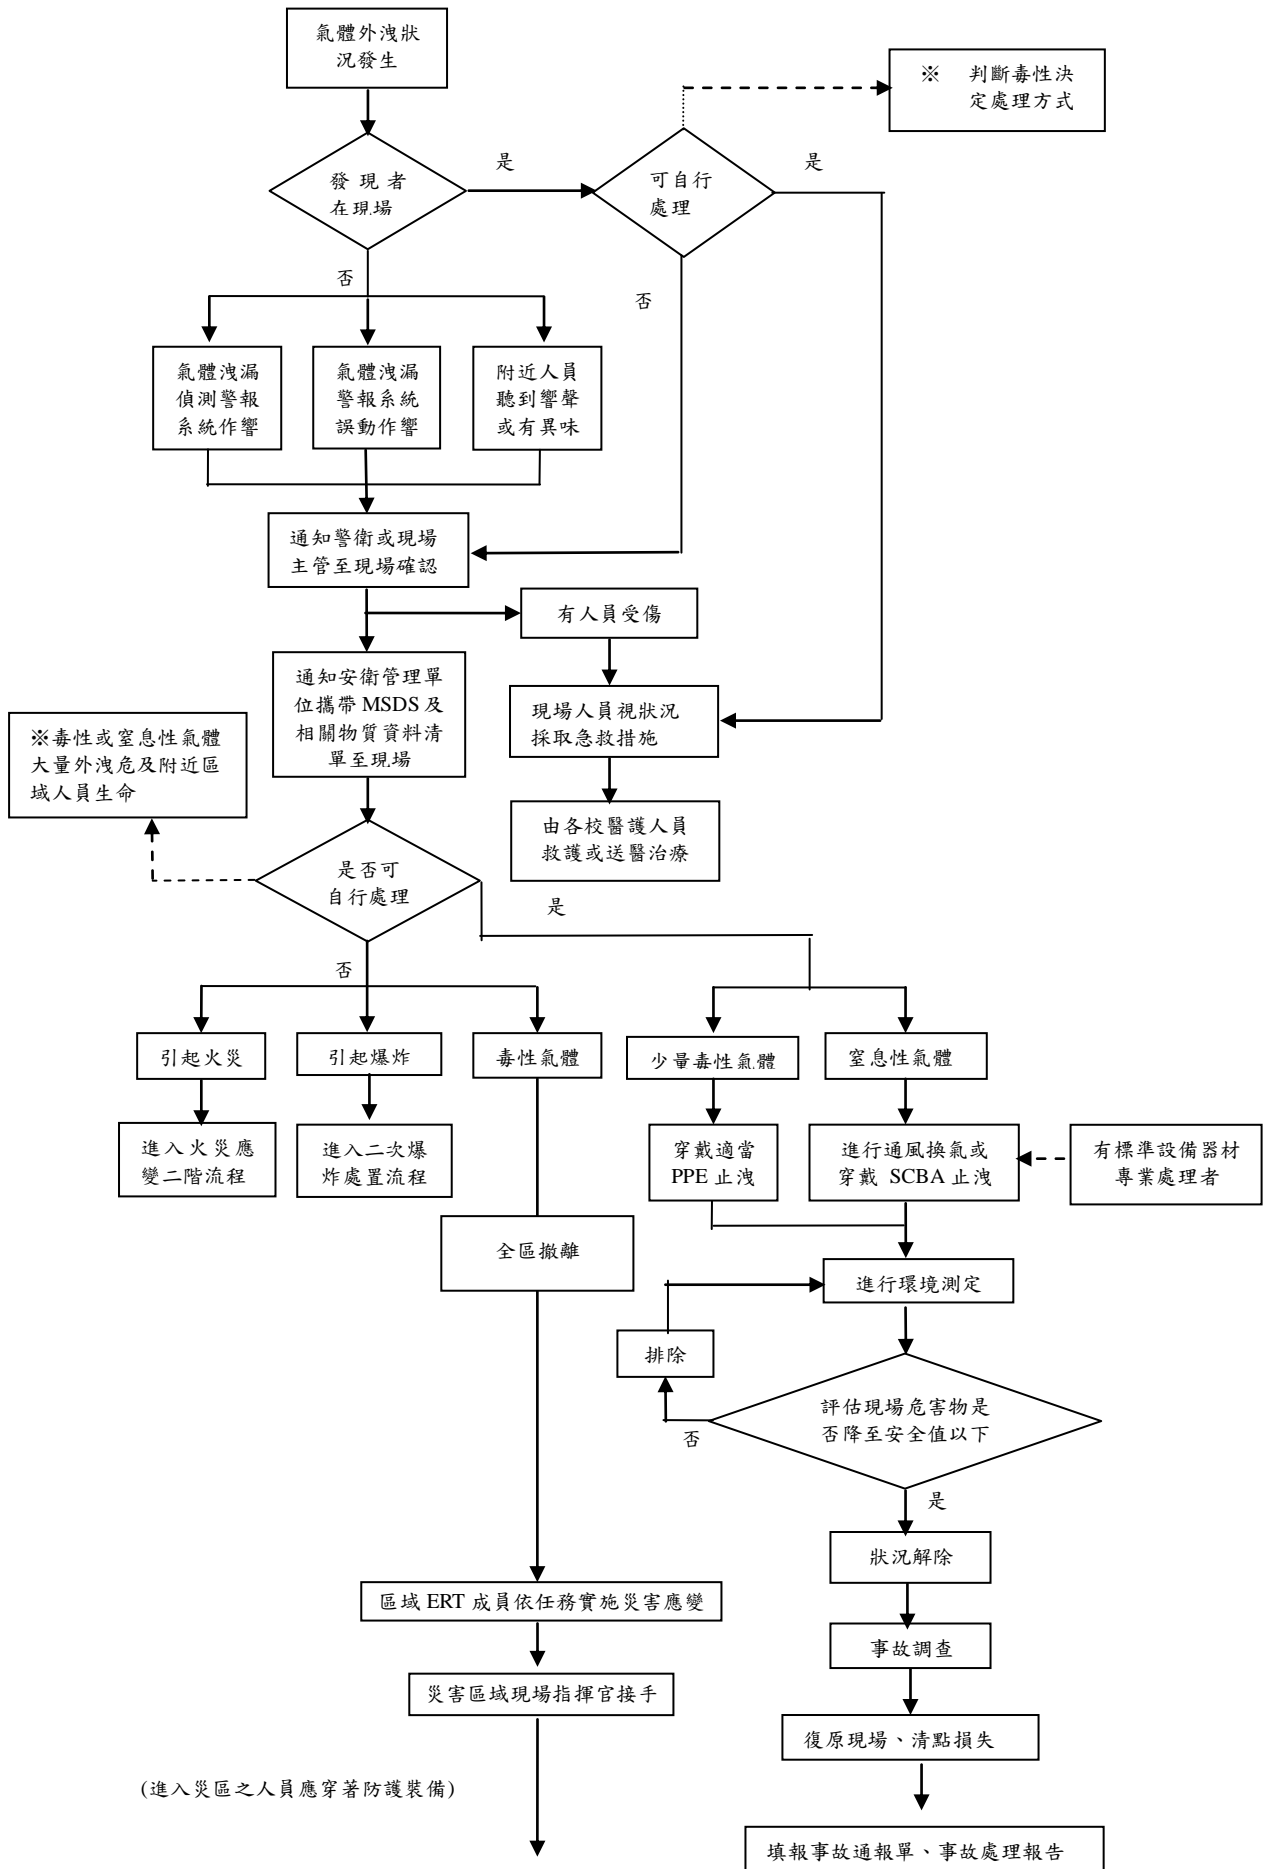 氣體外洩狀
況發生
※ 判斷毒性決
定處理方式
是
是
發現者
在現場
可自行
處理
否
否
氣體洩漏
偵測警報
系統作響
氣體洩漏
警報系統
誤動作響
附近人員
聽到響聲
或有異味
通知警衛或現場
主管至現場確認
有人員受傷
通知安衛管理單
位攜帶 MSDS 及
相關物質資料清
單至現場
現場人員視狀況
採取急救措施
※毒性或窒息性氣體
大量外洩危及附近區
域人員生命
由各校醫護人員
救護或送醫治療
是否可
自行處理
是
否
引起火災
引起爆炸
毒性氣體
少量毒性氣體
窒息性氣體
進入火災應
變二階流程
進入二次爆
炸處置流程
穿戴適當
PPE 止洩
進行通風換氣或
穿戴 SCBA 止洩
有標準設備器材
專業處理者
全區撤離
進行環境測定
排除
評估現場危害物是
否降至安全值以下
否
是
狀況解除
區域 ERT 成員依任務實施災害應變
事故調查
災害區域現場指揮官接手
復原現場、清點損失
(進入災區之人員應穿著防護裝備)
填報事故通報單、事故處理報告